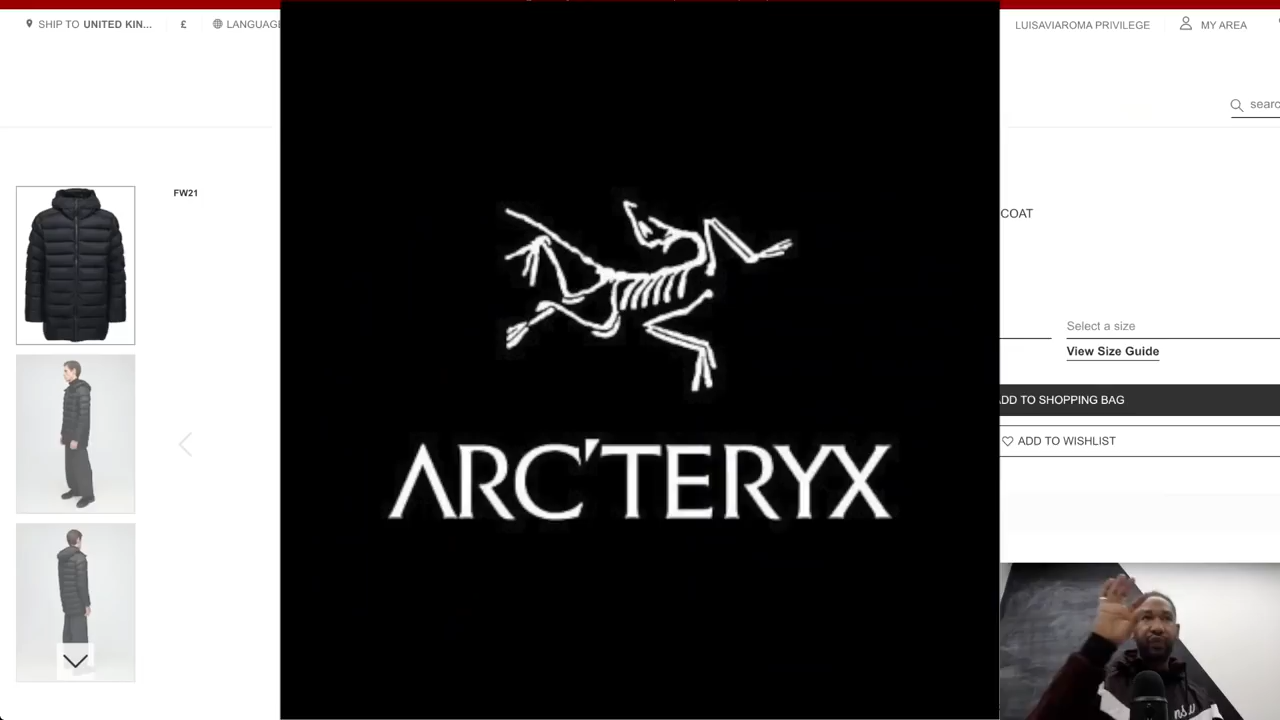 SHIP TO UNITED KIN...
£
LANGUAGE
LUISAVIAROMA PRIVILEGE
MY AREA
searc
FW21
COAT
Select a size
View Size Guide
ADD TO SHOPPING BAG
ADD TO WISHLIST
ARC'TERYX